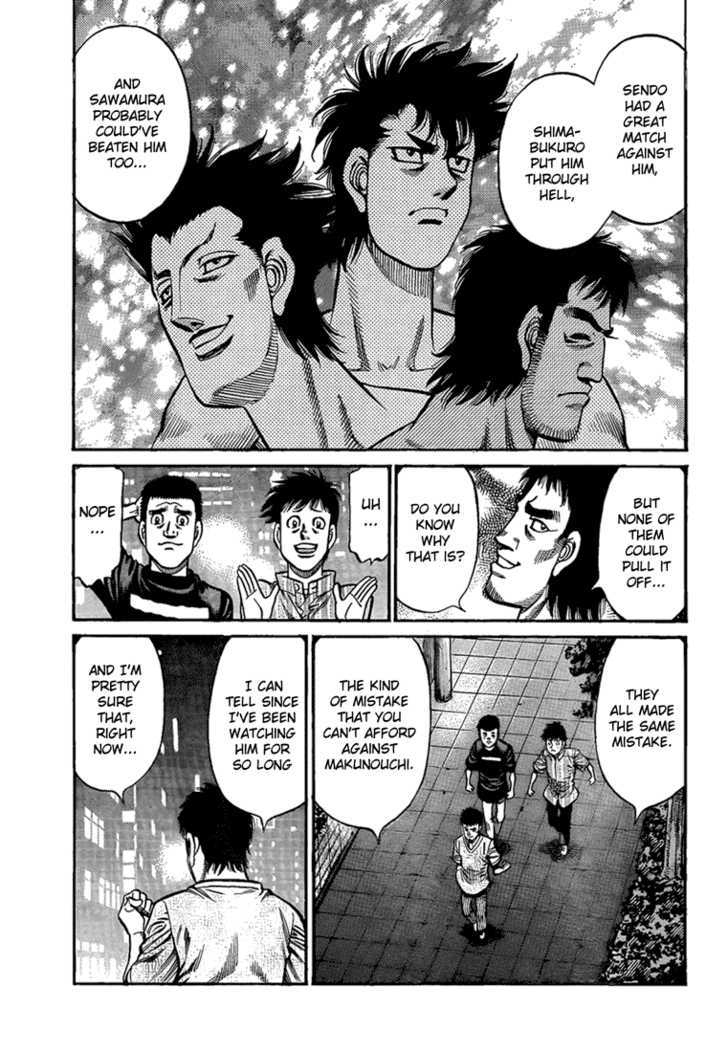 SENDO
HAD A
GREAT
MATCH
AGAINST
HIM,
SHIMA-
BUKURO
PUT HIM
THROUGH
HELL,
AND
SAWAMURA
PROBABLY
COULD'VE
BEATEN HIM
TOO...
BUT
NONE OF
THEM
COULD
PULL IT
OFF...
DO YOU
KNOW
WHY
THAT IS?
UH
...
NOPE
...
THEY
ALL MADE
THE SAME
MISTAKE.
THE KIND
OF MISTAKE
THAT YOU
CAN'T AFFORD
AGAINST
MAKUNOUCHI.
I CAN
TELL SINCE
I'VE BEEN
WATCHING
HIM FOR
SO LONG
AND I'M
PRETTY
SURE
THAT,
RIGHT
NOW...